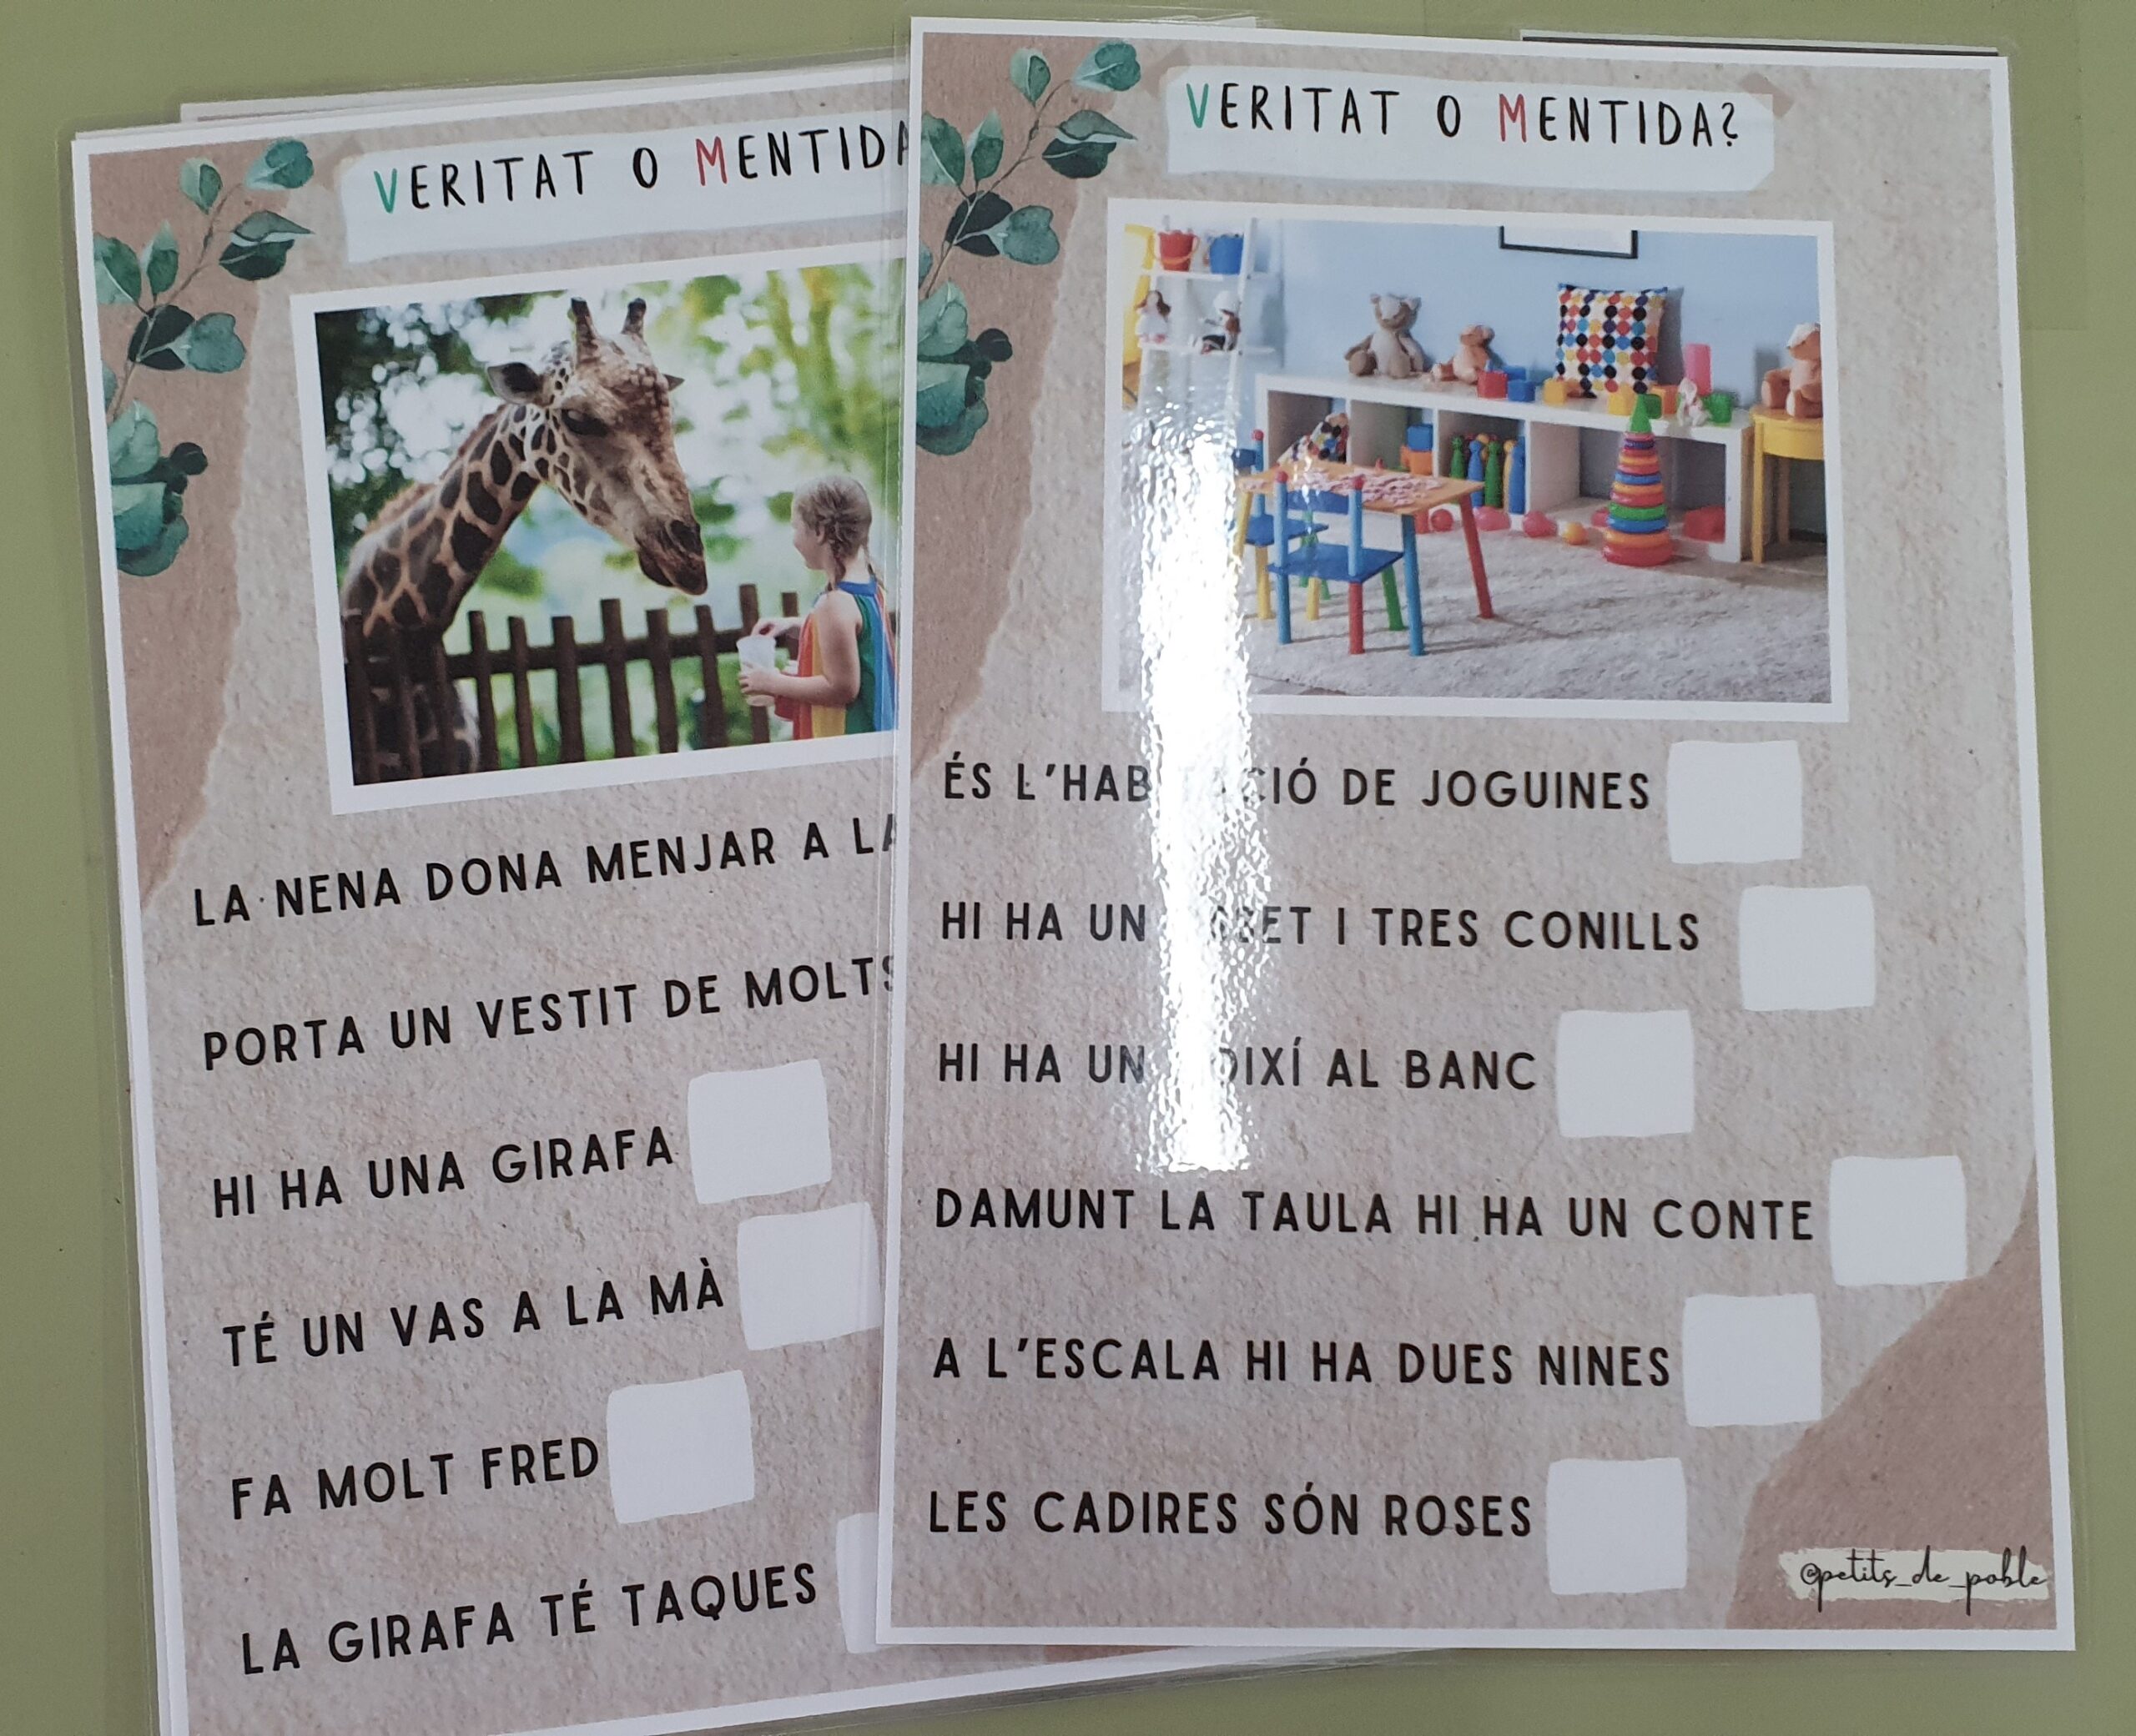 VERITAT O MENTIDA
LA NENA DONA MENJAR A LA
PORTA UN VESTIT DE MOLTS
HI HA UNA GIRAFA
TÉ UN VAS A LA MÀ
FA MOLT FRED
LA GIRAFA TÉ TAQUES
VERITAT O MENTIDA?
ÉS L'HABITACIÓ DE JOGUINES
HI HA UN I TRES CONILLS
HI HA UN AL BANC
DAMUNT LA TAULA HI HA UN CONTE
A L'ESCALA HI HA DUES NINES
LES CADIRES SÓN ROSES
@petits_de_poble